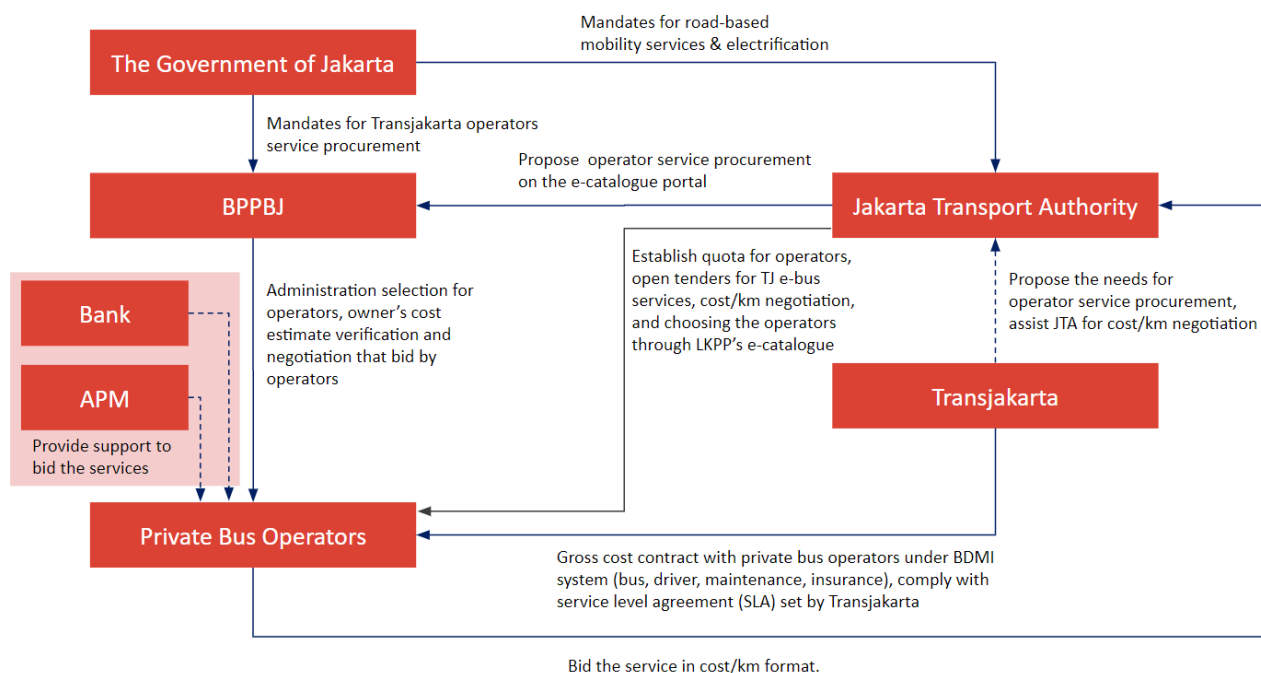 Mandates for road-based
mobility services & electrification
The Government of Jakarta
Mandates for Transjakarta operators
service procurement
Propose operator service procurement
on the e-catalogue portal
BPPBJ
Jakarta Transport Authority
Establish quota for operators,
open tenders for TJ e-bus
services, cost/km negotiation,
and choosing the operators
through LKPP's e-catalogue
Propose the needs for
operator service procurement,
assist JTA for cost/km negotiation
Bank
Administration selection for
operators, owner's cost
estimate verification and
negotiation that bid by
operators
APM
Transjakarta
Provide support to
bid the services
Private Bus Operators
Gross cost contract with private bus operators under BDMI
system (bus, driver, maintenance, insurance), comply with
service level agreement (SLA) set by Transjakarta
Bid the service in cost/km format.